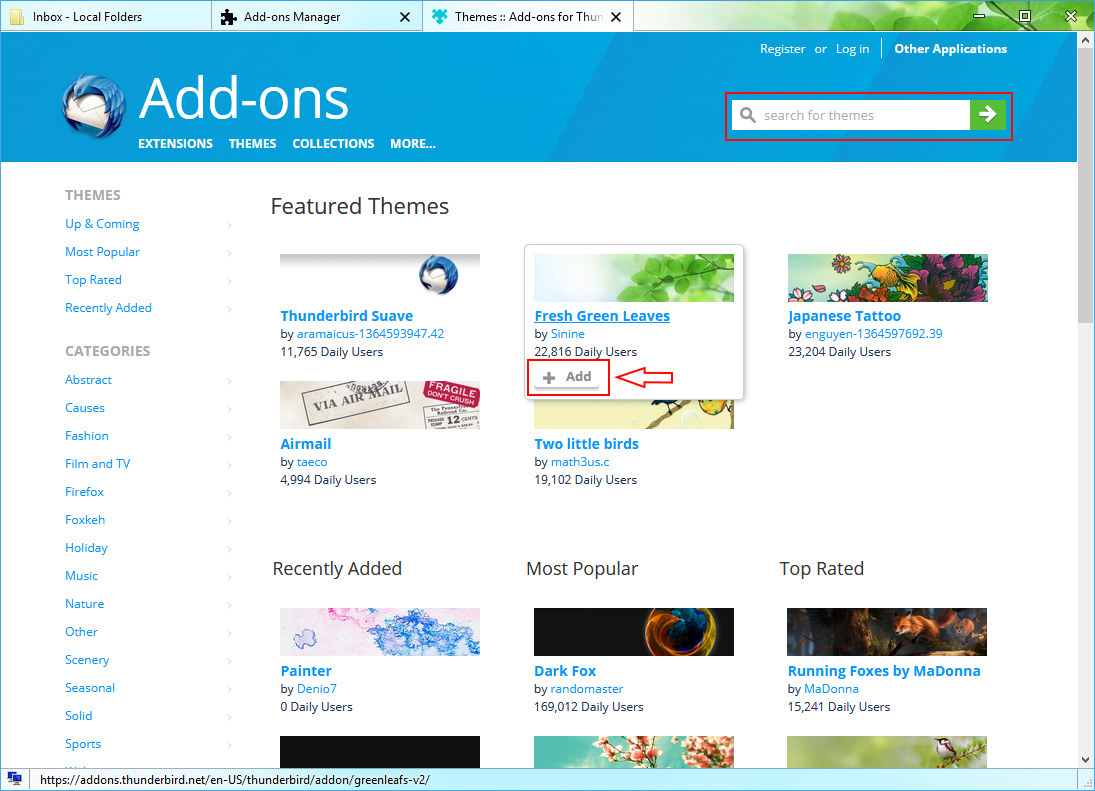 Inbox - Local Folders
Add-ons Manager
Themes :: Add-ons for Thun
Register or Log in
Other Applications
Add-ons
search for themes
EXTENSIONS THEMES COLLECTIONS MORE...
THEMES
Up & Coming
Most Popular
Top Rated
Recently Added
CATEGORIES
Abstract
Causes
Fashion
Film and TV
Firefox
Foxkeh
Holiday
Music
Nature
Other
Scenery
Seasonal
Solid
Sports
Featured Themes
Thunderbird Suave
by aramaicus-1364593947.42
11,765 Daily Users
Fresh Green Leaves
by Sinine
22,816 Daily Users
Add
Japanese Tattoo
by enguyen-1364597692.39
23,204 Daily Users
VIA AIR MAIL
FRAGILE
DON'T CRUSH
12 CENTS
Airmail
by taeco
4,994 Daily Users
Two little birds
by math3us.c
19,102 Daily Users
Recently Added
Painter
by Denio7
0 Daily Users
Most Popular
Dark Fox
by randomaster
169,012 Daily Users
Top Rated
Running Foxes by MaDonna
by MaDonna
15,241 Daily Users
https://addons.thunderbird.net/en-US/thunderbird/addon/greenleafs-v2/